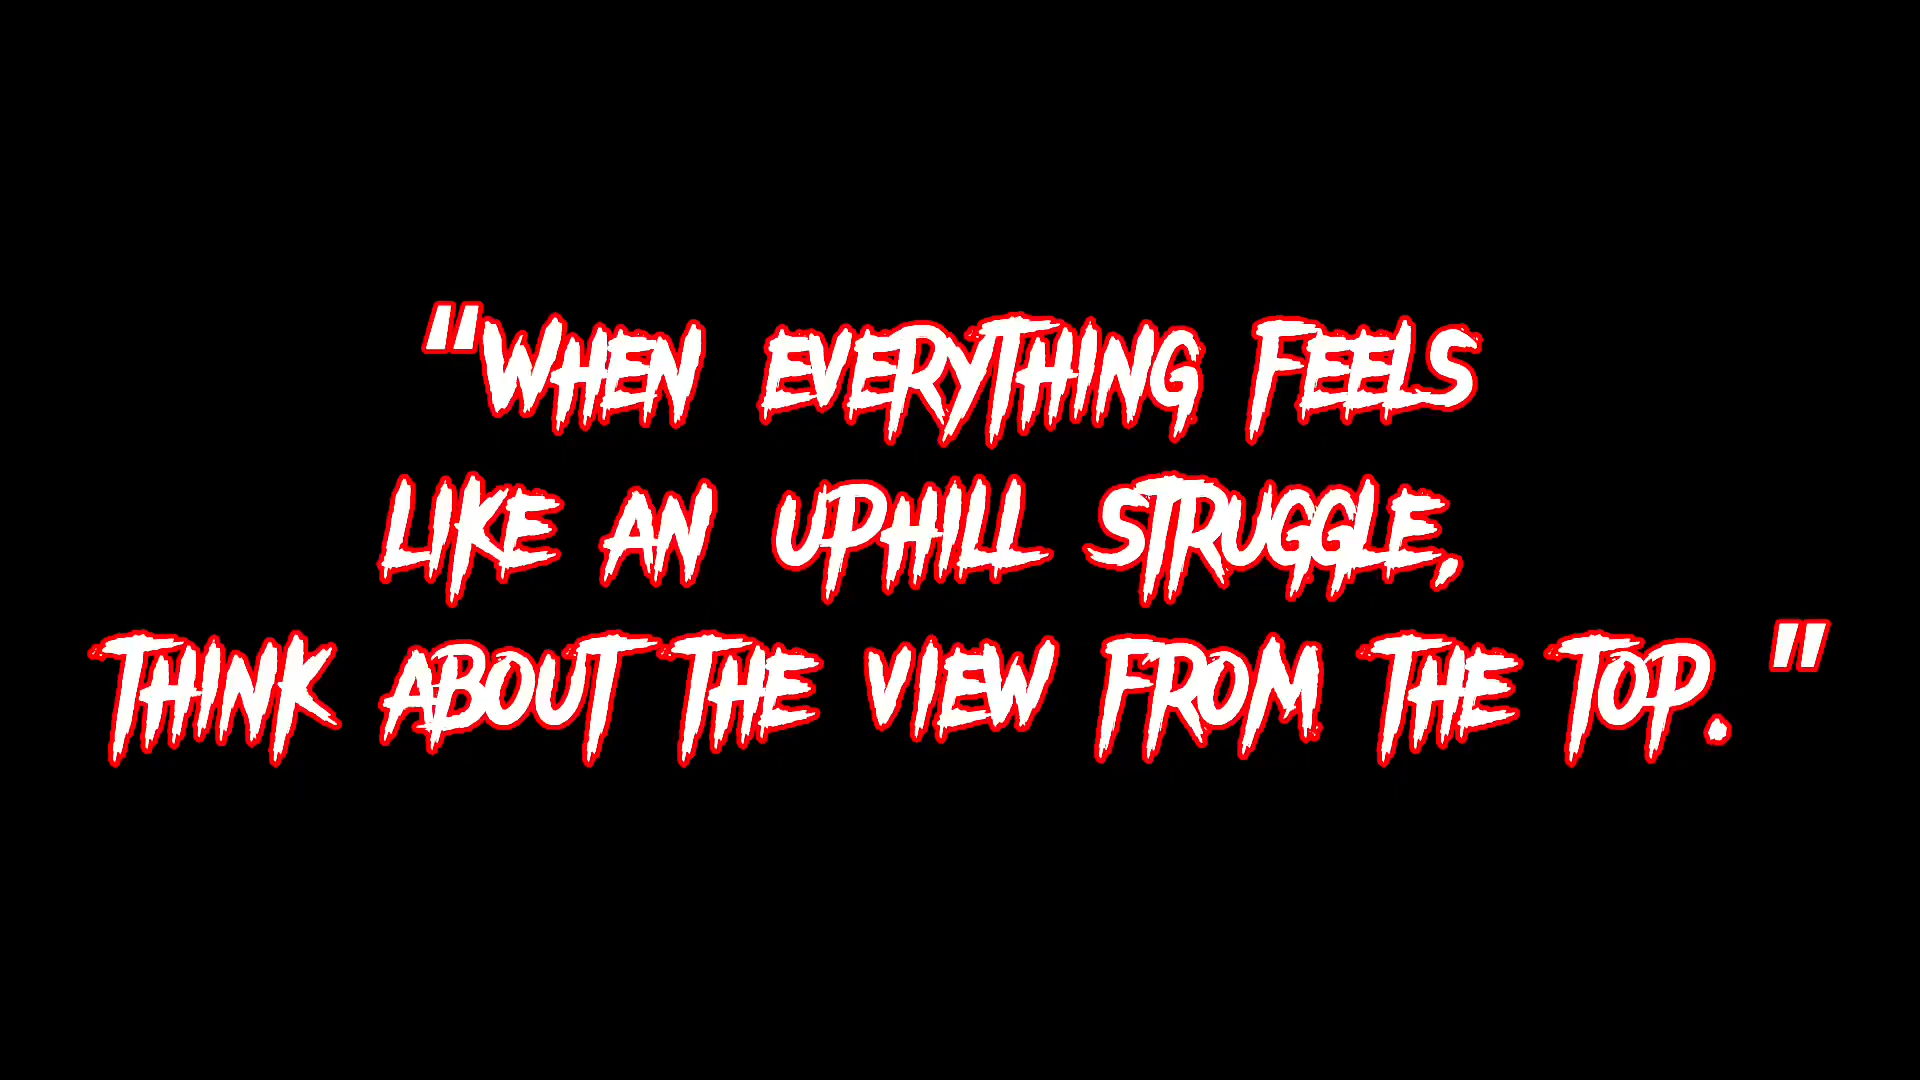 "WHEN EVERYTHING FEELS
LIKE AN UPHILL STRUGGLE,
THINK ABOUT THE VIEW FROM THE TOP."